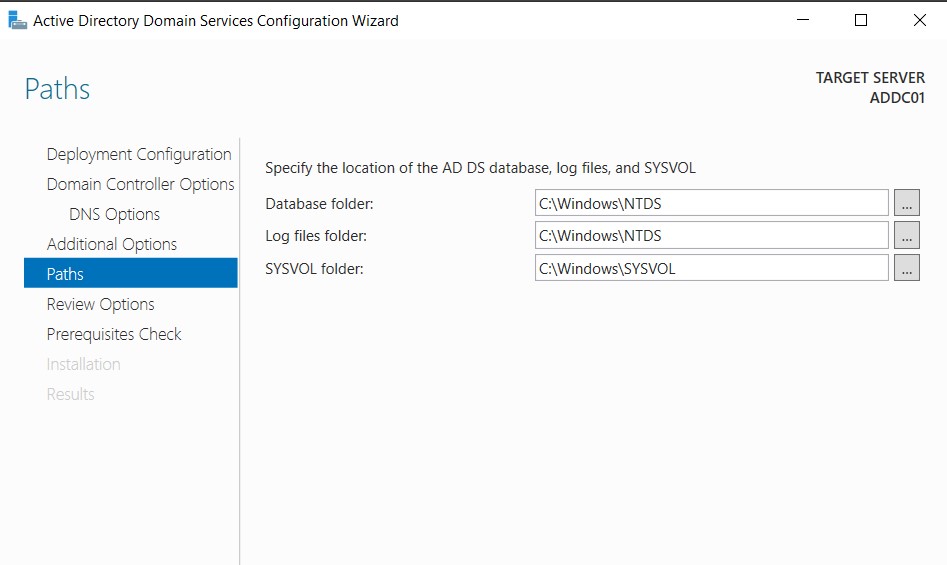 Active Directory Domain Services Configuration Wizard
Paths
TARGET SERVER
ADDC01
Deployment Configuration
Domain Controller Options
DNS Options
Additional Options
Paths
Review Options
Prerequisites Check
Installation
Results
Specify the location of the AD DS database, log files, and SYSVOL
Database folder: C:\Windows\NTDS ...
Log files folder: C:\Windows\NTDS ...
SYSVOL folder: C:\Windows\SYSVOL ...